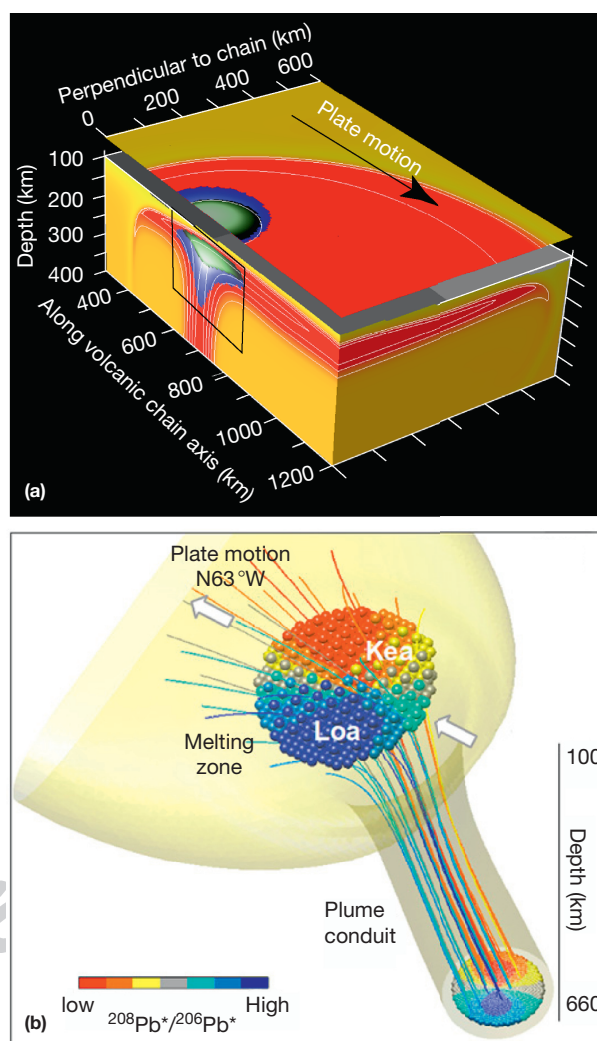 Perpendicular to chain (km)
0
200
400
600
Plate motion
100
200
300
400
Depth (km)
400
600
800
1000
1200
Along volcanic chain axis (km)
(a)
Plate motion
N63°W
Kea
Loa
Melting
zone
100
Depth
(km)
Plume
conduit
660
low
High
²⁰⁸Pb*/²⁰⁶Pb*
(b)